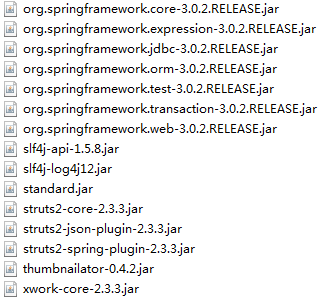 org.springframework.core-3.0.2.RELEASE.jar
org.springframework.expression-3.0.2.RELEASE.jar
org.springframework.jdbc-3.0.2.RELEASE.jar
org.springframework.orm-3.0.2.RELEASE.jar
org.springframework.test-3.0.2.RELEASE.jar
org.springframework.transaction-3.0.2.RELEASE.jar
org.springframework.web-3.0.2.RELEASE.jar
slf4j-api-1.5.8.jar
slf4j-log4j12.jar
standard.jar
struts2-core-2.3.3.jar
struts2-json-plugin-2.3.3.jar
struts2-spring-plugin-2.3.3.jar
thumbnailator-0.4.2.jar
xwork-core-2.3.3.jar